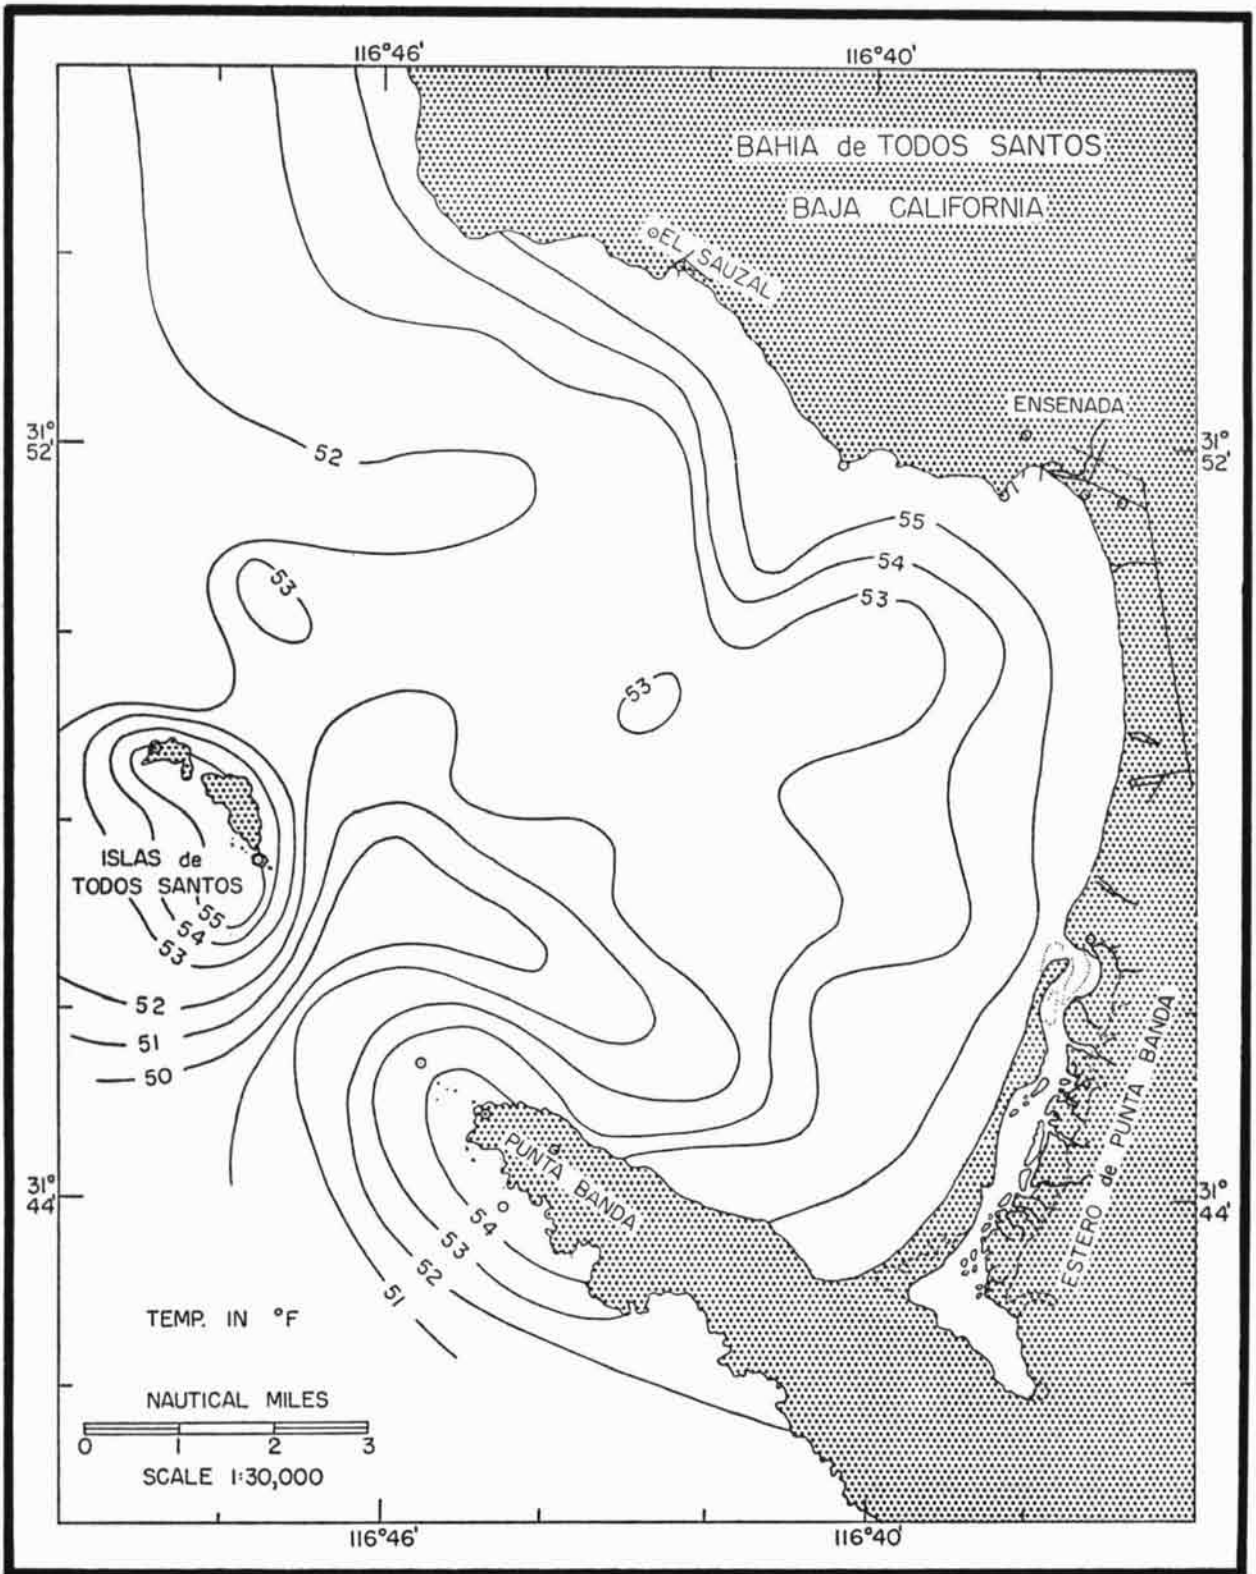 116°46'
116°40'
BAHIA de TODOS SANTOS
BAJA CALIFORNIA
EL SAUZAL
ENSENADA
31°
52'
31°
52'
52
55
54
53
53
53
ISLAS de
TODOS SANTOS
55
54
53
52
51
50
PUNTA BANDA
ESTERO de PUNTA BANDA
31°
44'
31°
44'
54
53
52
51
TEMP. IN °F
NAUTICAL MILES
0 1 2 3
SCALE 1:30,000
116°46'
116°40'